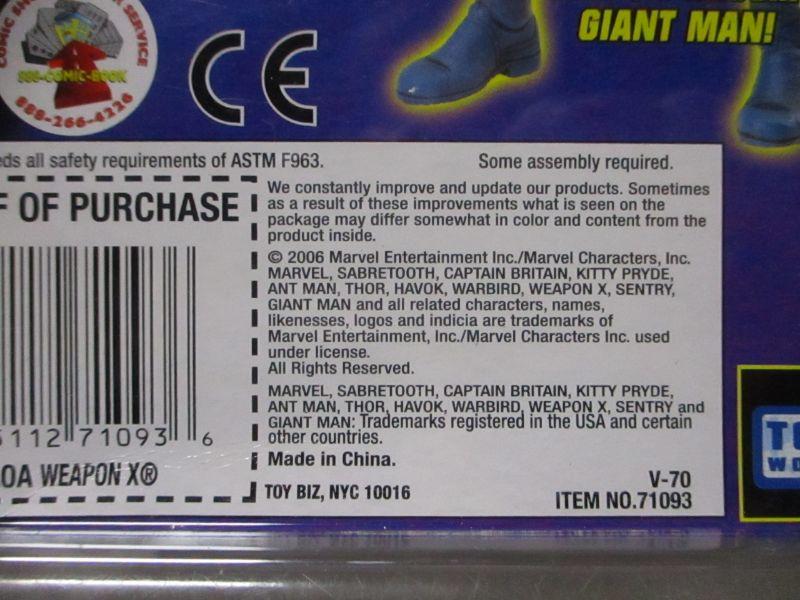 GIANT MAN!
888-COMIC-BOOK
888-266-4226
SERVICE
CE
all safety requirements of ASTM F963.
Some assembly required.
OF PURCHASE
We constantly improve and update our products. Sometimes
as a result of these improvements what is seen on the
package may differ somewhat in color and content from the
product inside.
© 2006 Marvel Entertainment Inc./Marvel Characters, Inc.
MARVEL, SABRETOOTH, CAPTAIN BRITAIN, KITTY PRYDE,
ANT MAN, THOR, HAVOK, WARBIRD, WEAPON X, SENTRY,
GIANT MAN and all related characters, names,
likenesses, logos and indicia are trademarks of
Marvel Entertainment, Inc./Marvel Characters Inc. used
under license.
All Rights Reserved.
MARVEL, SABRETOOTH, CAPTAIN BRITAIN, KITTY PRYDE,
ANT MAN, THOR, HAVOK, WARBIRD, WEAPON X, SENTRY and
GIANT MAN: Trademarks registered in the USA and certain
other countries.
Made in China.
TOY BIZ, NYC 10016
V-70
ITEM NO.71093
5112 71093 6
OA WEAPON X®